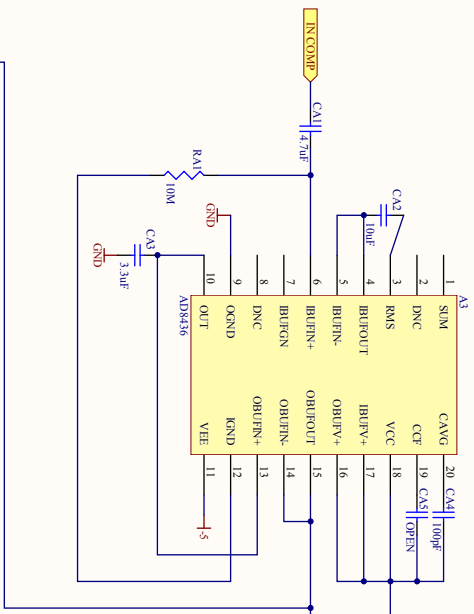 IN COMP
CA1
4.7uF
RA1
10M
CA2
10uF
GND
CA3
3.3uF
GND
A3
AD8436
10 9 8 7 6 5 4 3 2 1
OUT OGND DNC IBUFGN IBUFIN+ IBUFIN- IBUFOUT RMS DNC SUM
VEE IGND OBUFIN+ OBUFIN- OBUFOUT OBUFV+ IBUFV+ VCC CCF CAVG
11 12 13 14 15 16 17 18 19 20
CA5
OPEN
CA4
100pF
-5